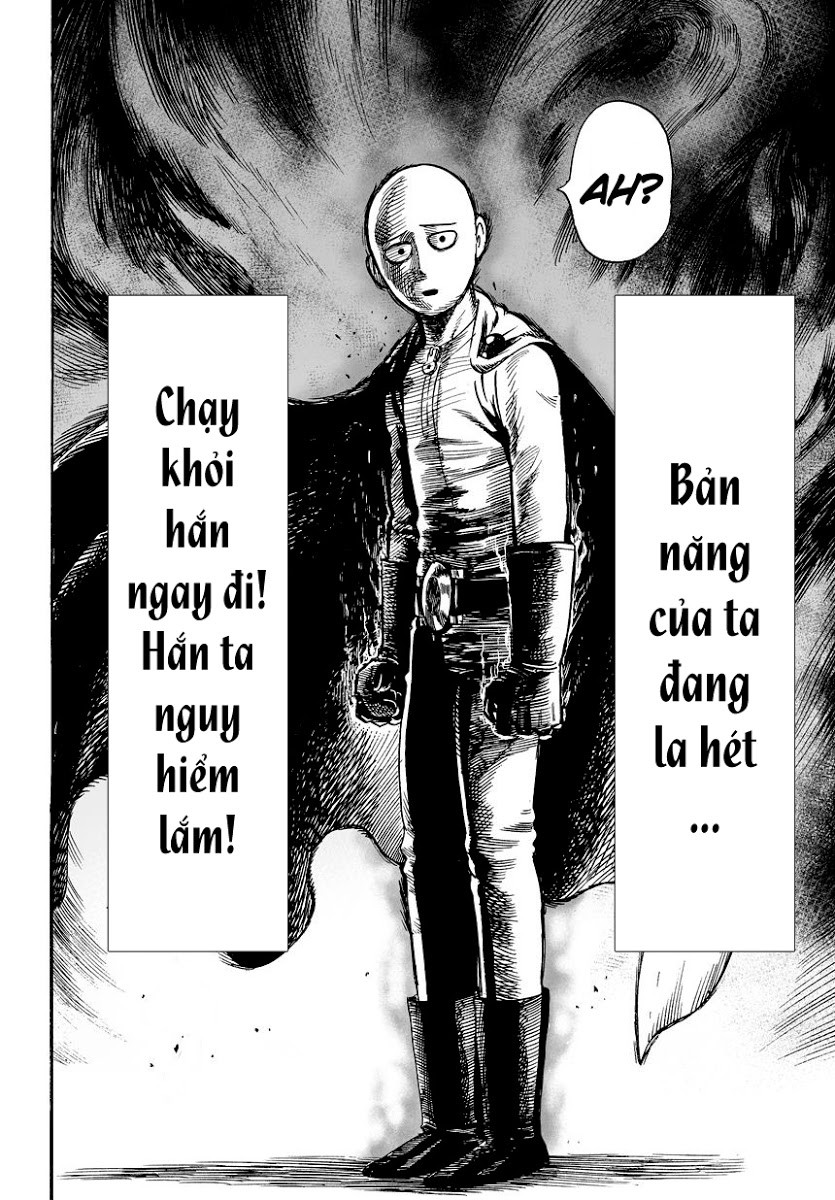 AH?
Bản
năng
của ta
đang
la hét
...
Chạy
khỏi
hắn
ngay đi!
Hắn ta
nguy
hiểm
lắm!